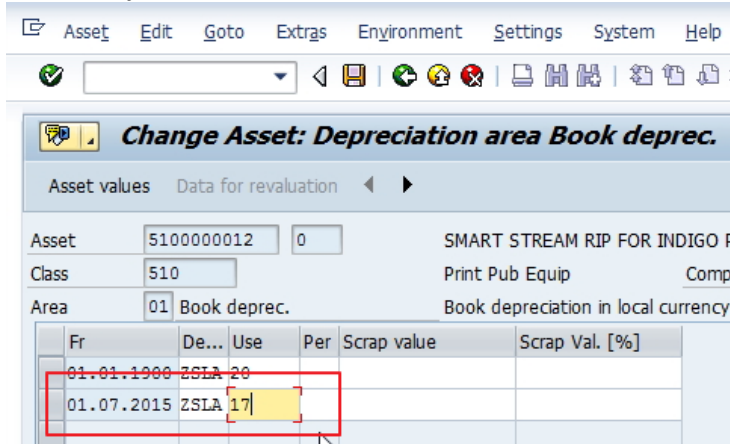 Asset Edit Goto Extras Environment Settings System Help
Change Asset: Depreciation area Book deprec.
Asset values Data for revaluation
Asset 5100000012 0 SMART STREAM RIP FOR INDIGO
Class 510 Print Pub Equip Comp
Area 01 Book deprec. Book depreciation in local currency
Fr De... Use Per Scrap value Scrap Val. [%]
01.01.1900 ZSLA 20
01.07.2015 ZSLA 17